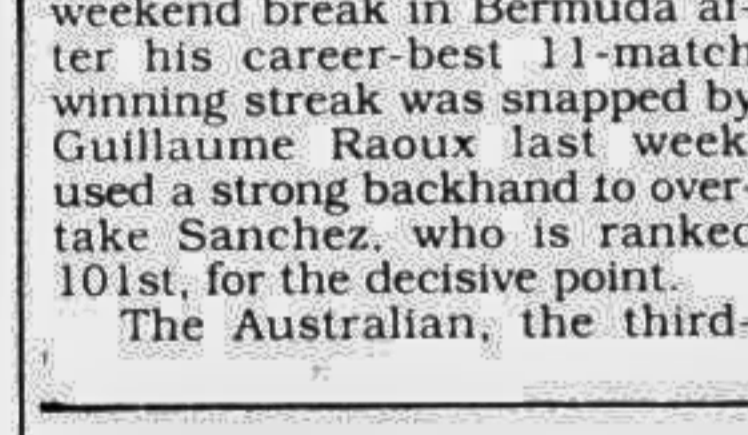 weekend break in Bermuda af-
ter his career-best 11-match
winning streak was snapped by
Guillaume Raoux last week
used a strong backhand to over-
take Sanchez, who is ranked
101st, for the decisive point.
The Australian, the third-